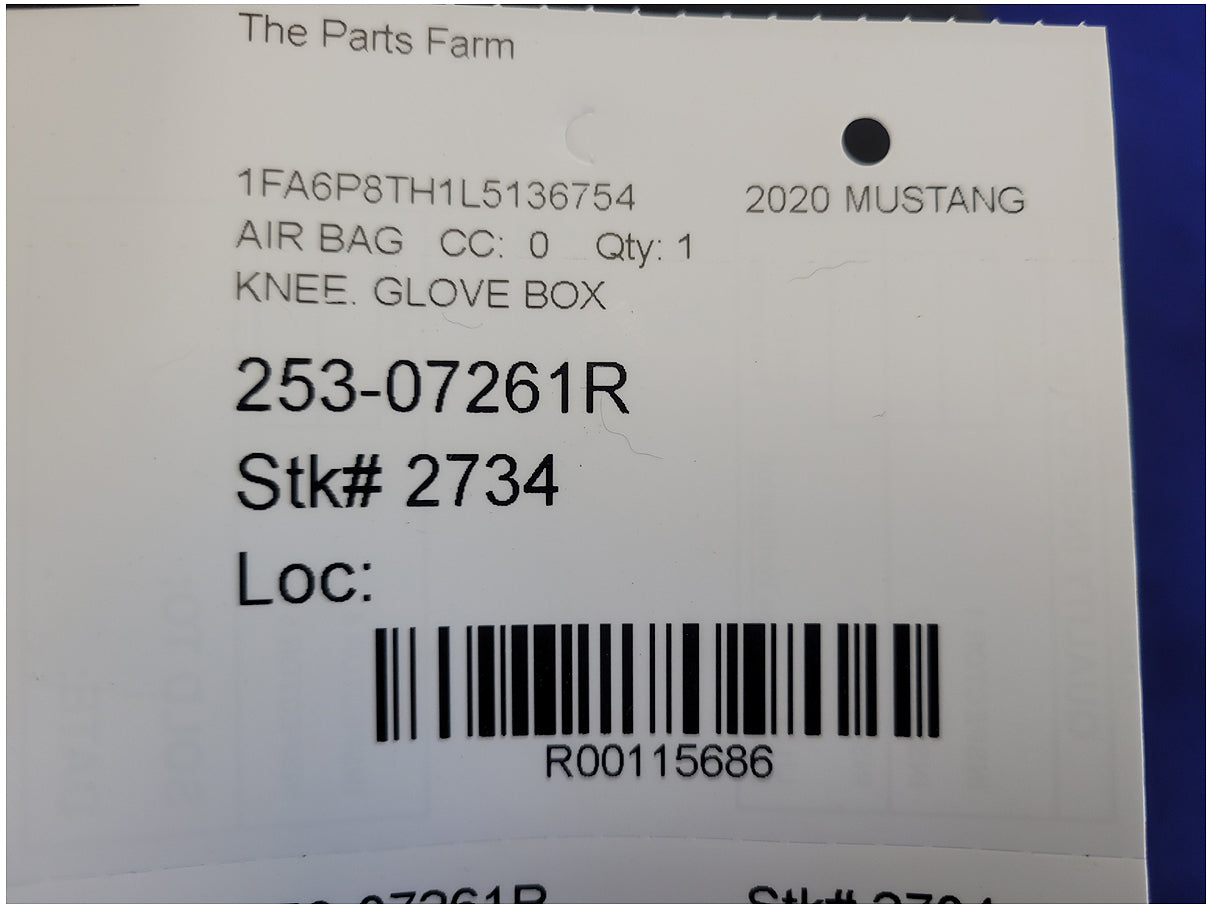 The Parts Farm
1FA6P8TH1L5136754 2020 MUSTANG
AIR BAG CC: 0 Qty: 1
KNEE. GLOVE BOX
253-07261R
Stk# 2734
Loc:
R00115686